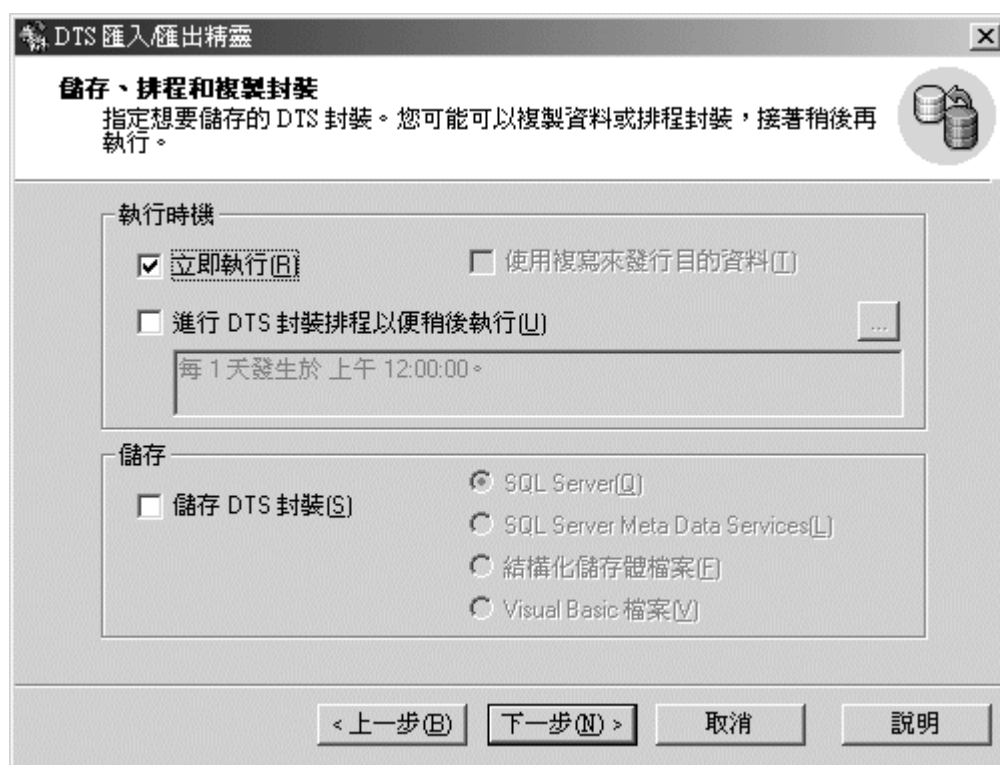 DTS 匯入/匯出精靈
儲存、排程和複製封裝
指定想要儲存的 DTS 封裝。您可能可以複製資料或排程封裝，接著稍後再
執行。
執行時機
立即執行(R)
使用複寫來發行目的資料(T)
進行 DTS 封裝排程以便稍後執行(U)
...
每 1 天發生於 上午 12:00:00。
儲存
儲存 DTS 封裝(S)
SQL Server(Q)
SQL Server Meta Data Services(L)
結構化儲存體檔案(F)
Visual Basic 檔案(V)
< 上一步(B)
下一步(N) >
取消
說明